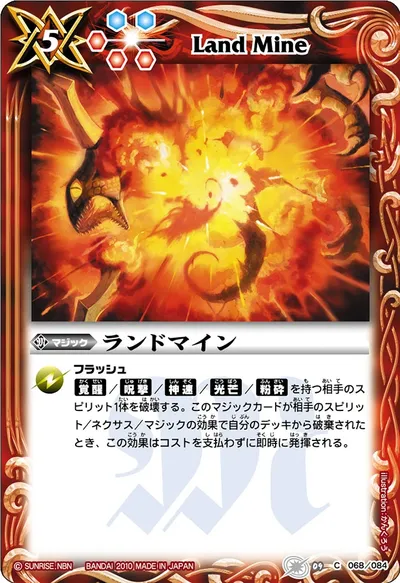 5
Land Mine
マジック
ランドマイン
フラッシュ
覚醒/呪撃/神速/光芒/粉砕を持つ相手のス
ピリット1体を破壊する。このマジックカードが相手のスピリッ
ト/ネクサス/マジックの効果で自分のデッキから破棄された
とき、この効果はコストを支払わずに即時に発揮される。
illustration:かんくろう
© SUNRISE.NBN BANDAI 2010 MADE IN JAPAN 09 C 068/084